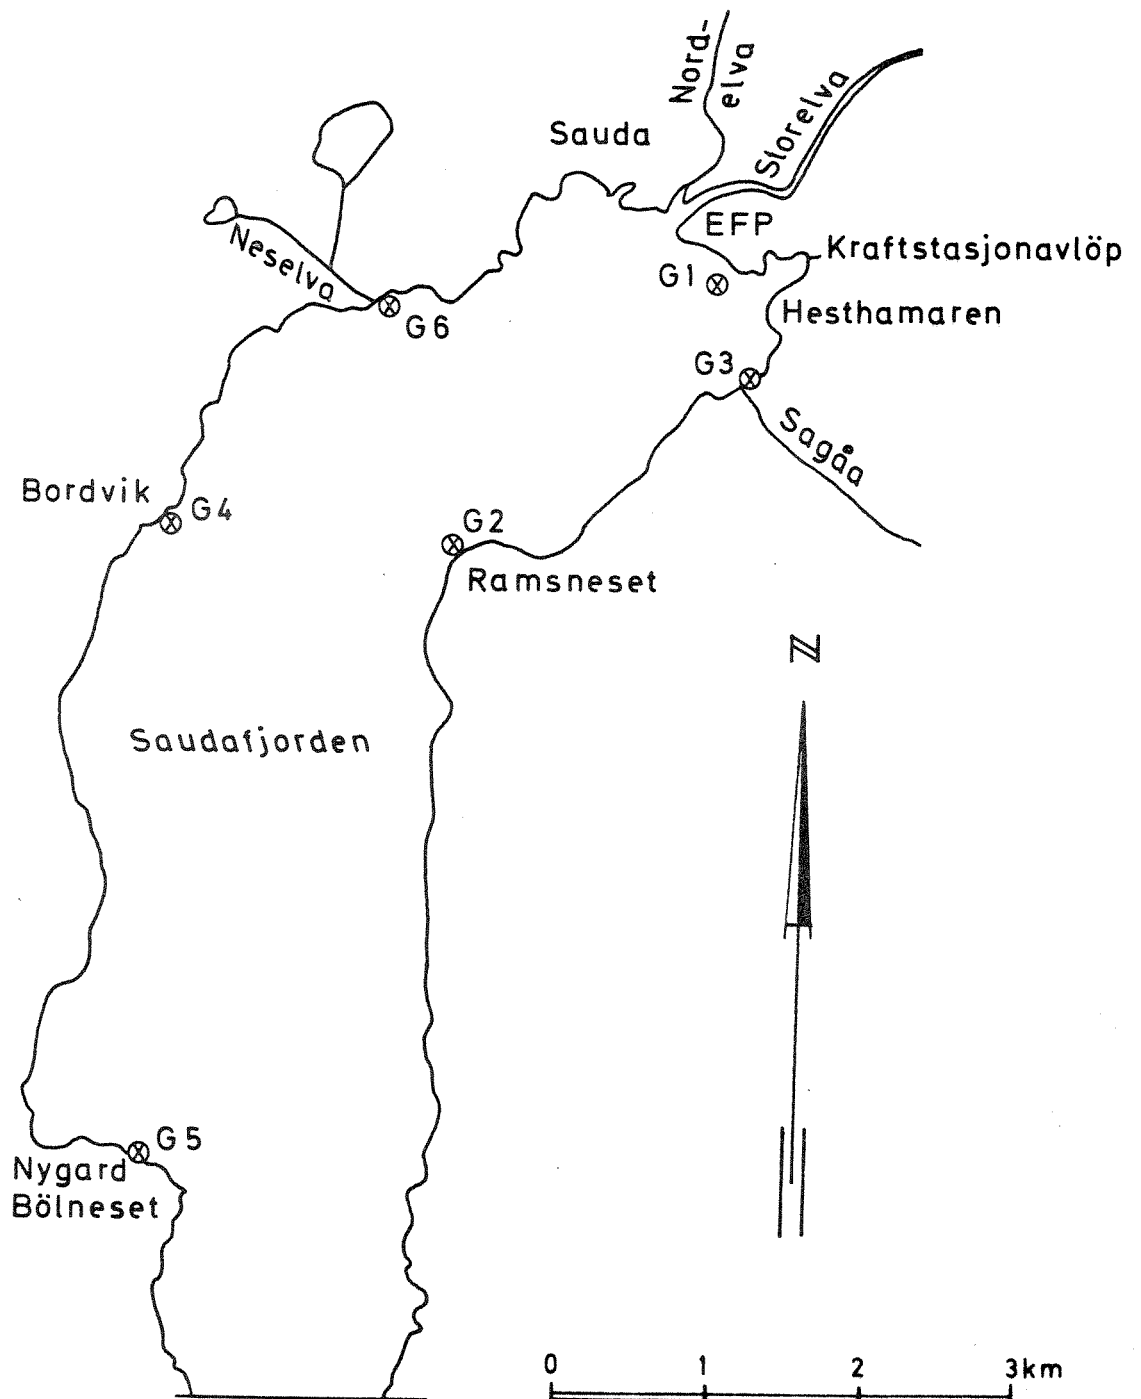 Nord-
elva
Storelva
Sauda
EFP
Kraftstasjonavlöp
Neselva
G1
Hesthamaren
G6
G3
Sagåa
Bordvik
G4
G2
Ramsneset
N
Saudafjorden
G5
Nygard
Bölneset
0 1 2 3km